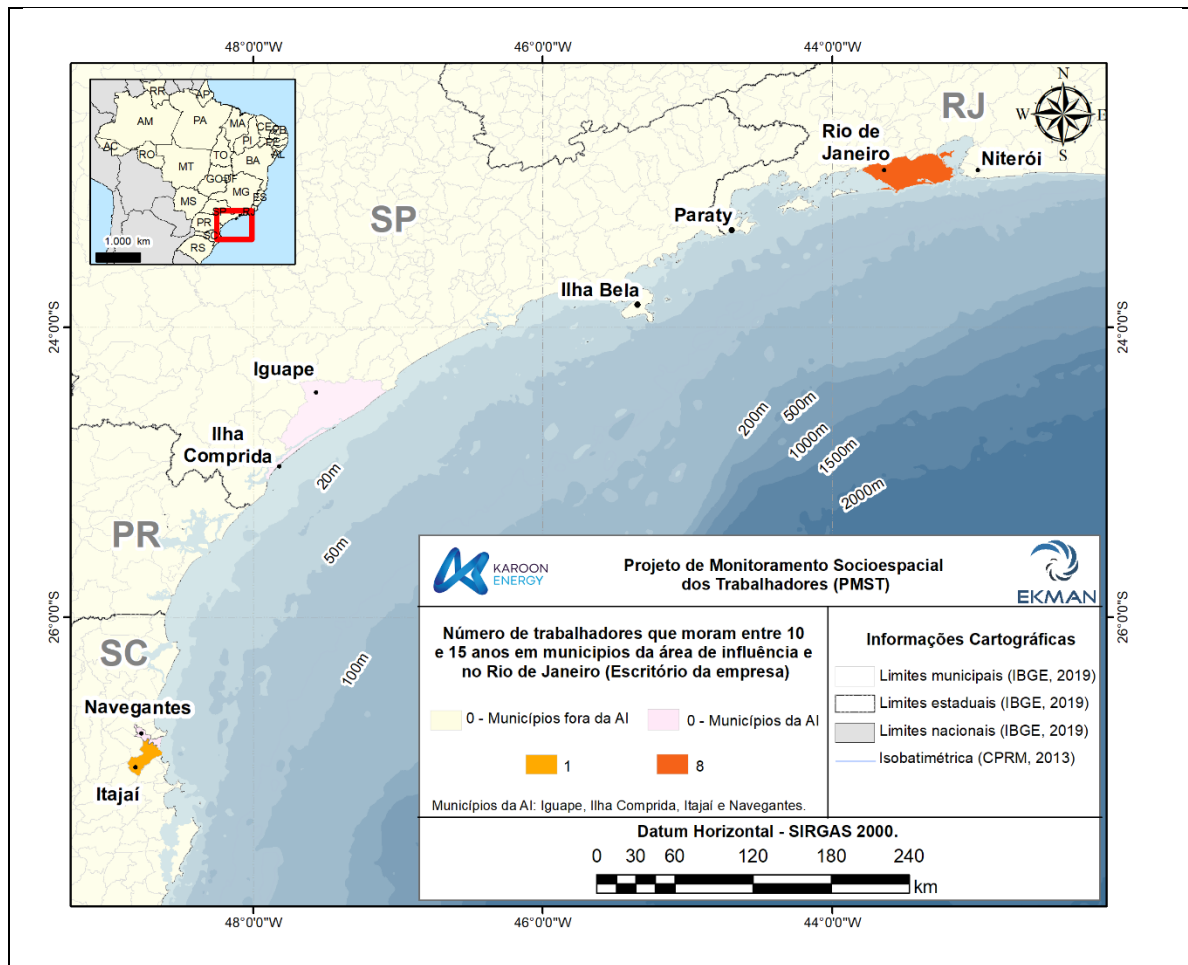 48°0'0"W
46°0'0"W
44°0'0"W
RR
AP
AM
PA
MA
CE
PI
AC
RO
TO
AL
MT
BA
GO
DF
MG
MS
ES
SP
RJ
PR
SC
RS
1.000 km
N
W
E
S
RJ
Rio de
Janeiro
Niterói
SP
Paraty
Ilha Bela
24°0'0"S
24°0'0"S
Iguape
Ilha
Comprida
20m
50m
100m
200m
500m
1000m
1500m
2000m
PR
26°0'0"S
26°0'0"S
SC
Navegantes
Itajaí
KAROON
ENERGY
Projeto de Monitoramento Socioespacial
dos Trabalhadores (PMST)
EKMAN
Número de trabalhadores que moram entre 10
e 15 anos em municipios da área de influência e
no Rio de Janeiro (Escritório da empresa)
0 - Municípios fora da AI
0 - Municípios da AI
1
8
Municípios da AI: Iguape, Ilha Comprida, Itajaí e Navegantes.
Informações Cartográficas
Limites municipais (IBGE, 2019)
Limites estaduais (IBGE, 2019)
Limites nacionais (IBGE, 2019)
Isobatimétrica (CPRM, 2013)
Datum Horizontal - SIRGAS 2000.
0 30 60 120 180 240
km
48°0'0"W
46°0'0"W
44°0'0"W